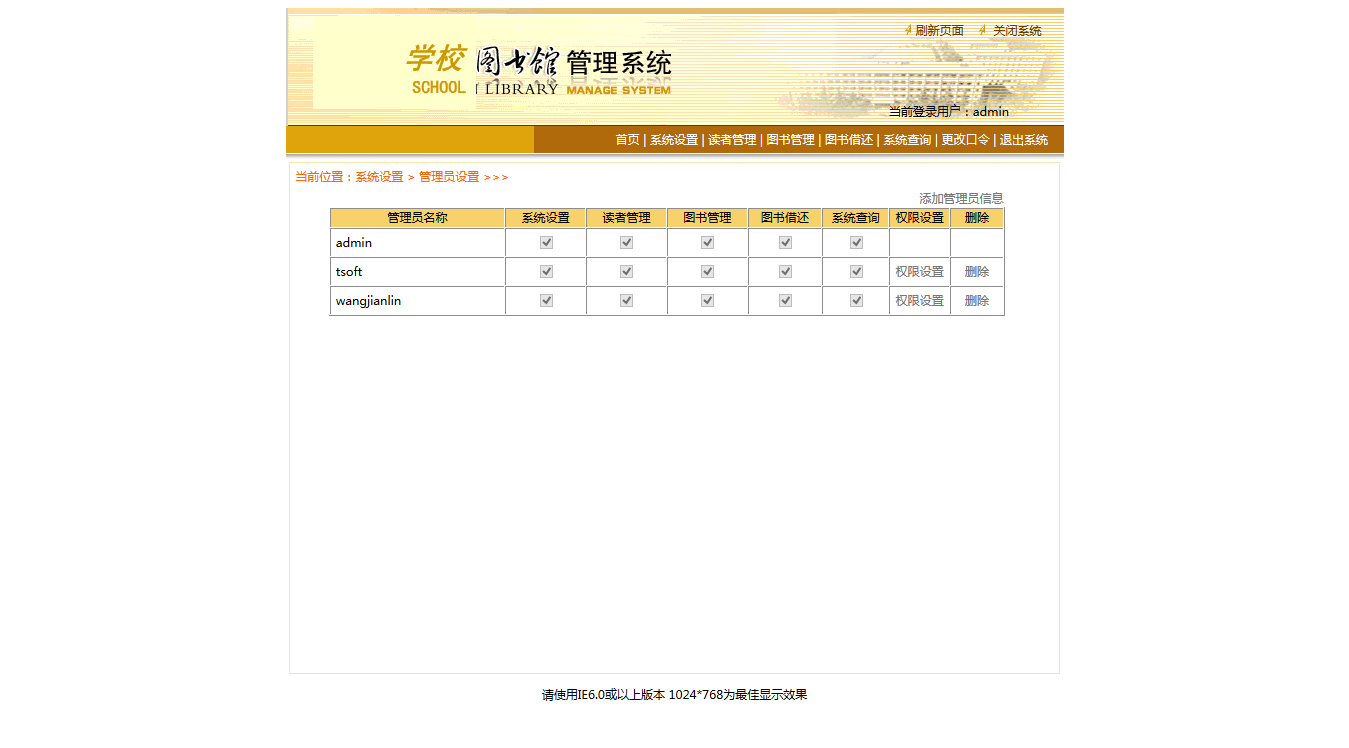 刷新页面 关闭系统
学校 图书馆 管理系统
SCHOOL LIBRARY MANAGE SYSTEM
当前登录用户：admin
首页 | 系统设置 | 读者管理 | 图书管理 | 图书借还 | 系统查询 | 更改口令 | 退出系统
当前位置：系统设置 > 管理员设置 >>>
添加管理员信息
管理员名称 系统设置 读者管理 图书管理 图书借还 系统查询 权限设置 删除
admin
tsoft 权限设置 删除
wangjianlin 权限设置 删除
请使用IE6.0或以上版本 1024*768为最佳显示效果